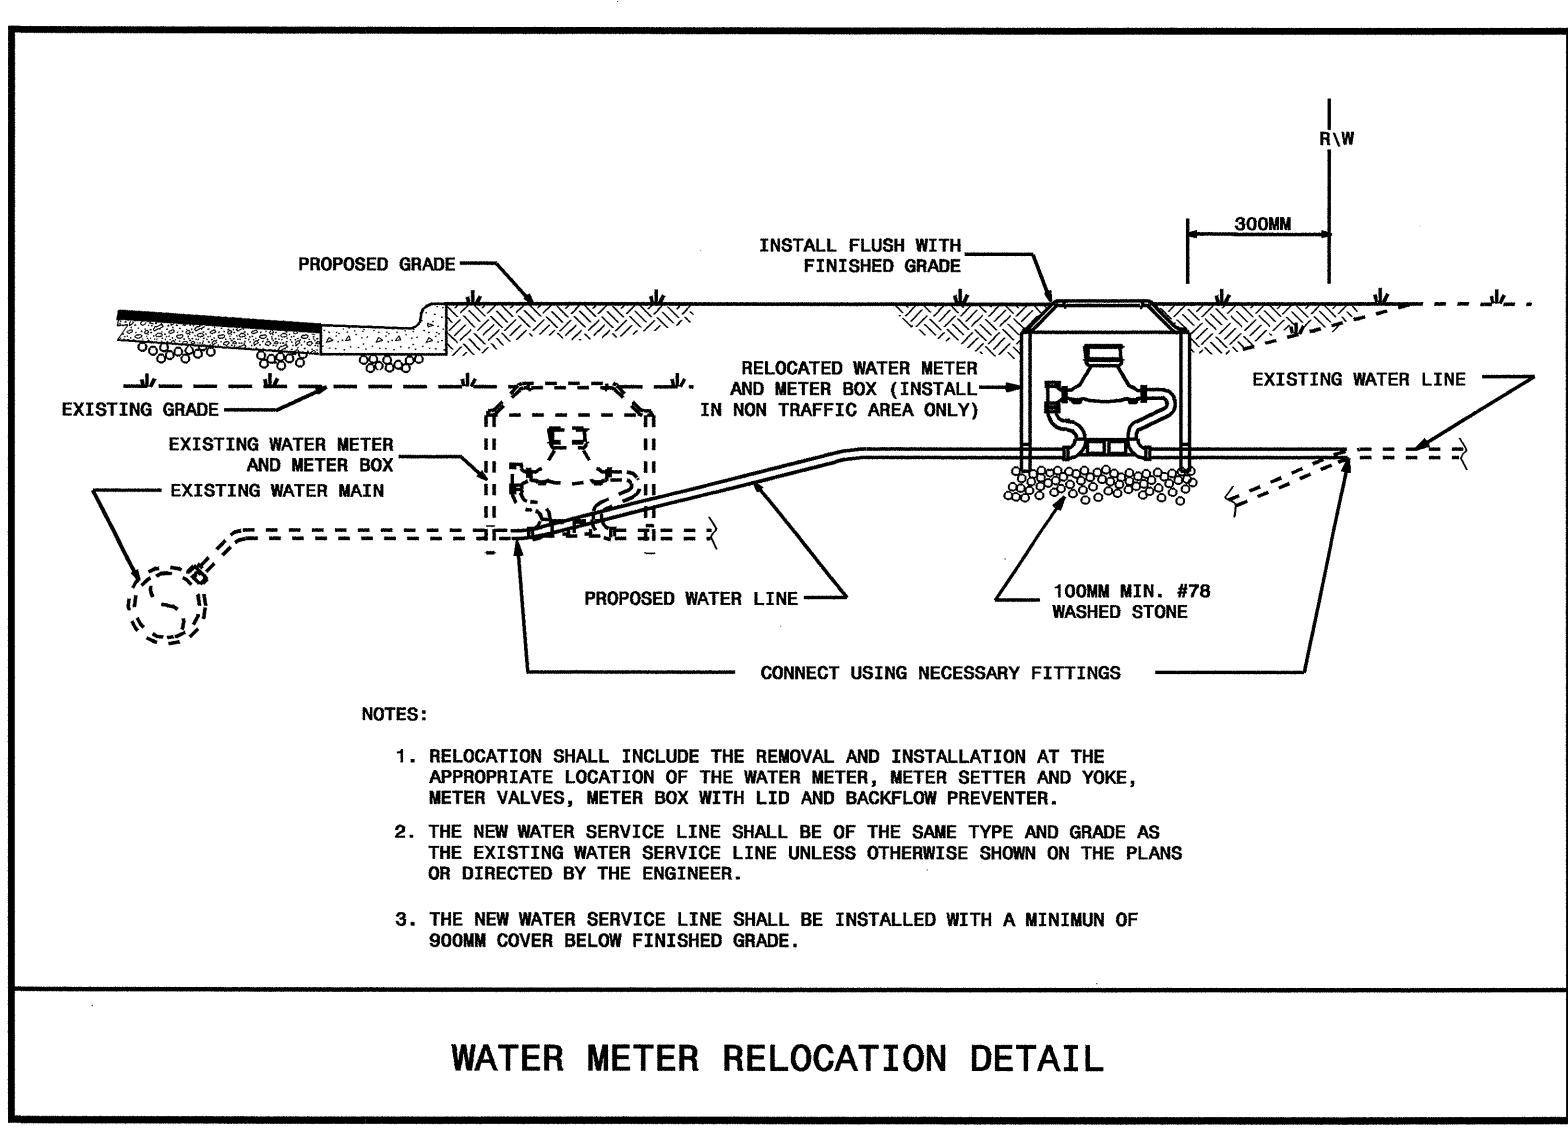 R\W
300MM
INSTALL FLUSH WITH
FINISHED GRADE
PROPOSED GRADE
RELOCATED WATER METER
AND METER BOX (INSTALL
IN NON TRAFFIC AREA ONLY)
EXISTING WATER LINE
EXISTING GRADE
EXISTING WATER METER
AND METER BOX
EXISTING WATER MAIN
PROPOSED WATER LINE
100MM MIN. #78
WASHED STONE
CONNECT USING NECESSARY FITTINGS
NOTES:
1. RELOCATION SHALL INCLUDE THE REMOVAL AND INSTALLATION AT THE
APPROPRIATE LOCATION OF THE WATER METER, METER SETTER AND YOKE,
METER VALVES, METER BOX WITH LID AND BACKFLOW PREVENTER.
2. THE NEW WATER SERVICE LINE SHALL BE OF THE SAME TYPE AND GRADE AS
THE EXISTING WATER SERVICE LINE UNLESS OTHERWISE SHOWN ON THE PLANS
OR DIRECTED BY THE ENGINEER.
3. THE NEW WATER SERVICE LINE SHALL BE INSTALLED WITH A MINIMUN OF
900MM COVER BELOW FINISHED GRADE.
WATER METER RELOCATION DETAIL